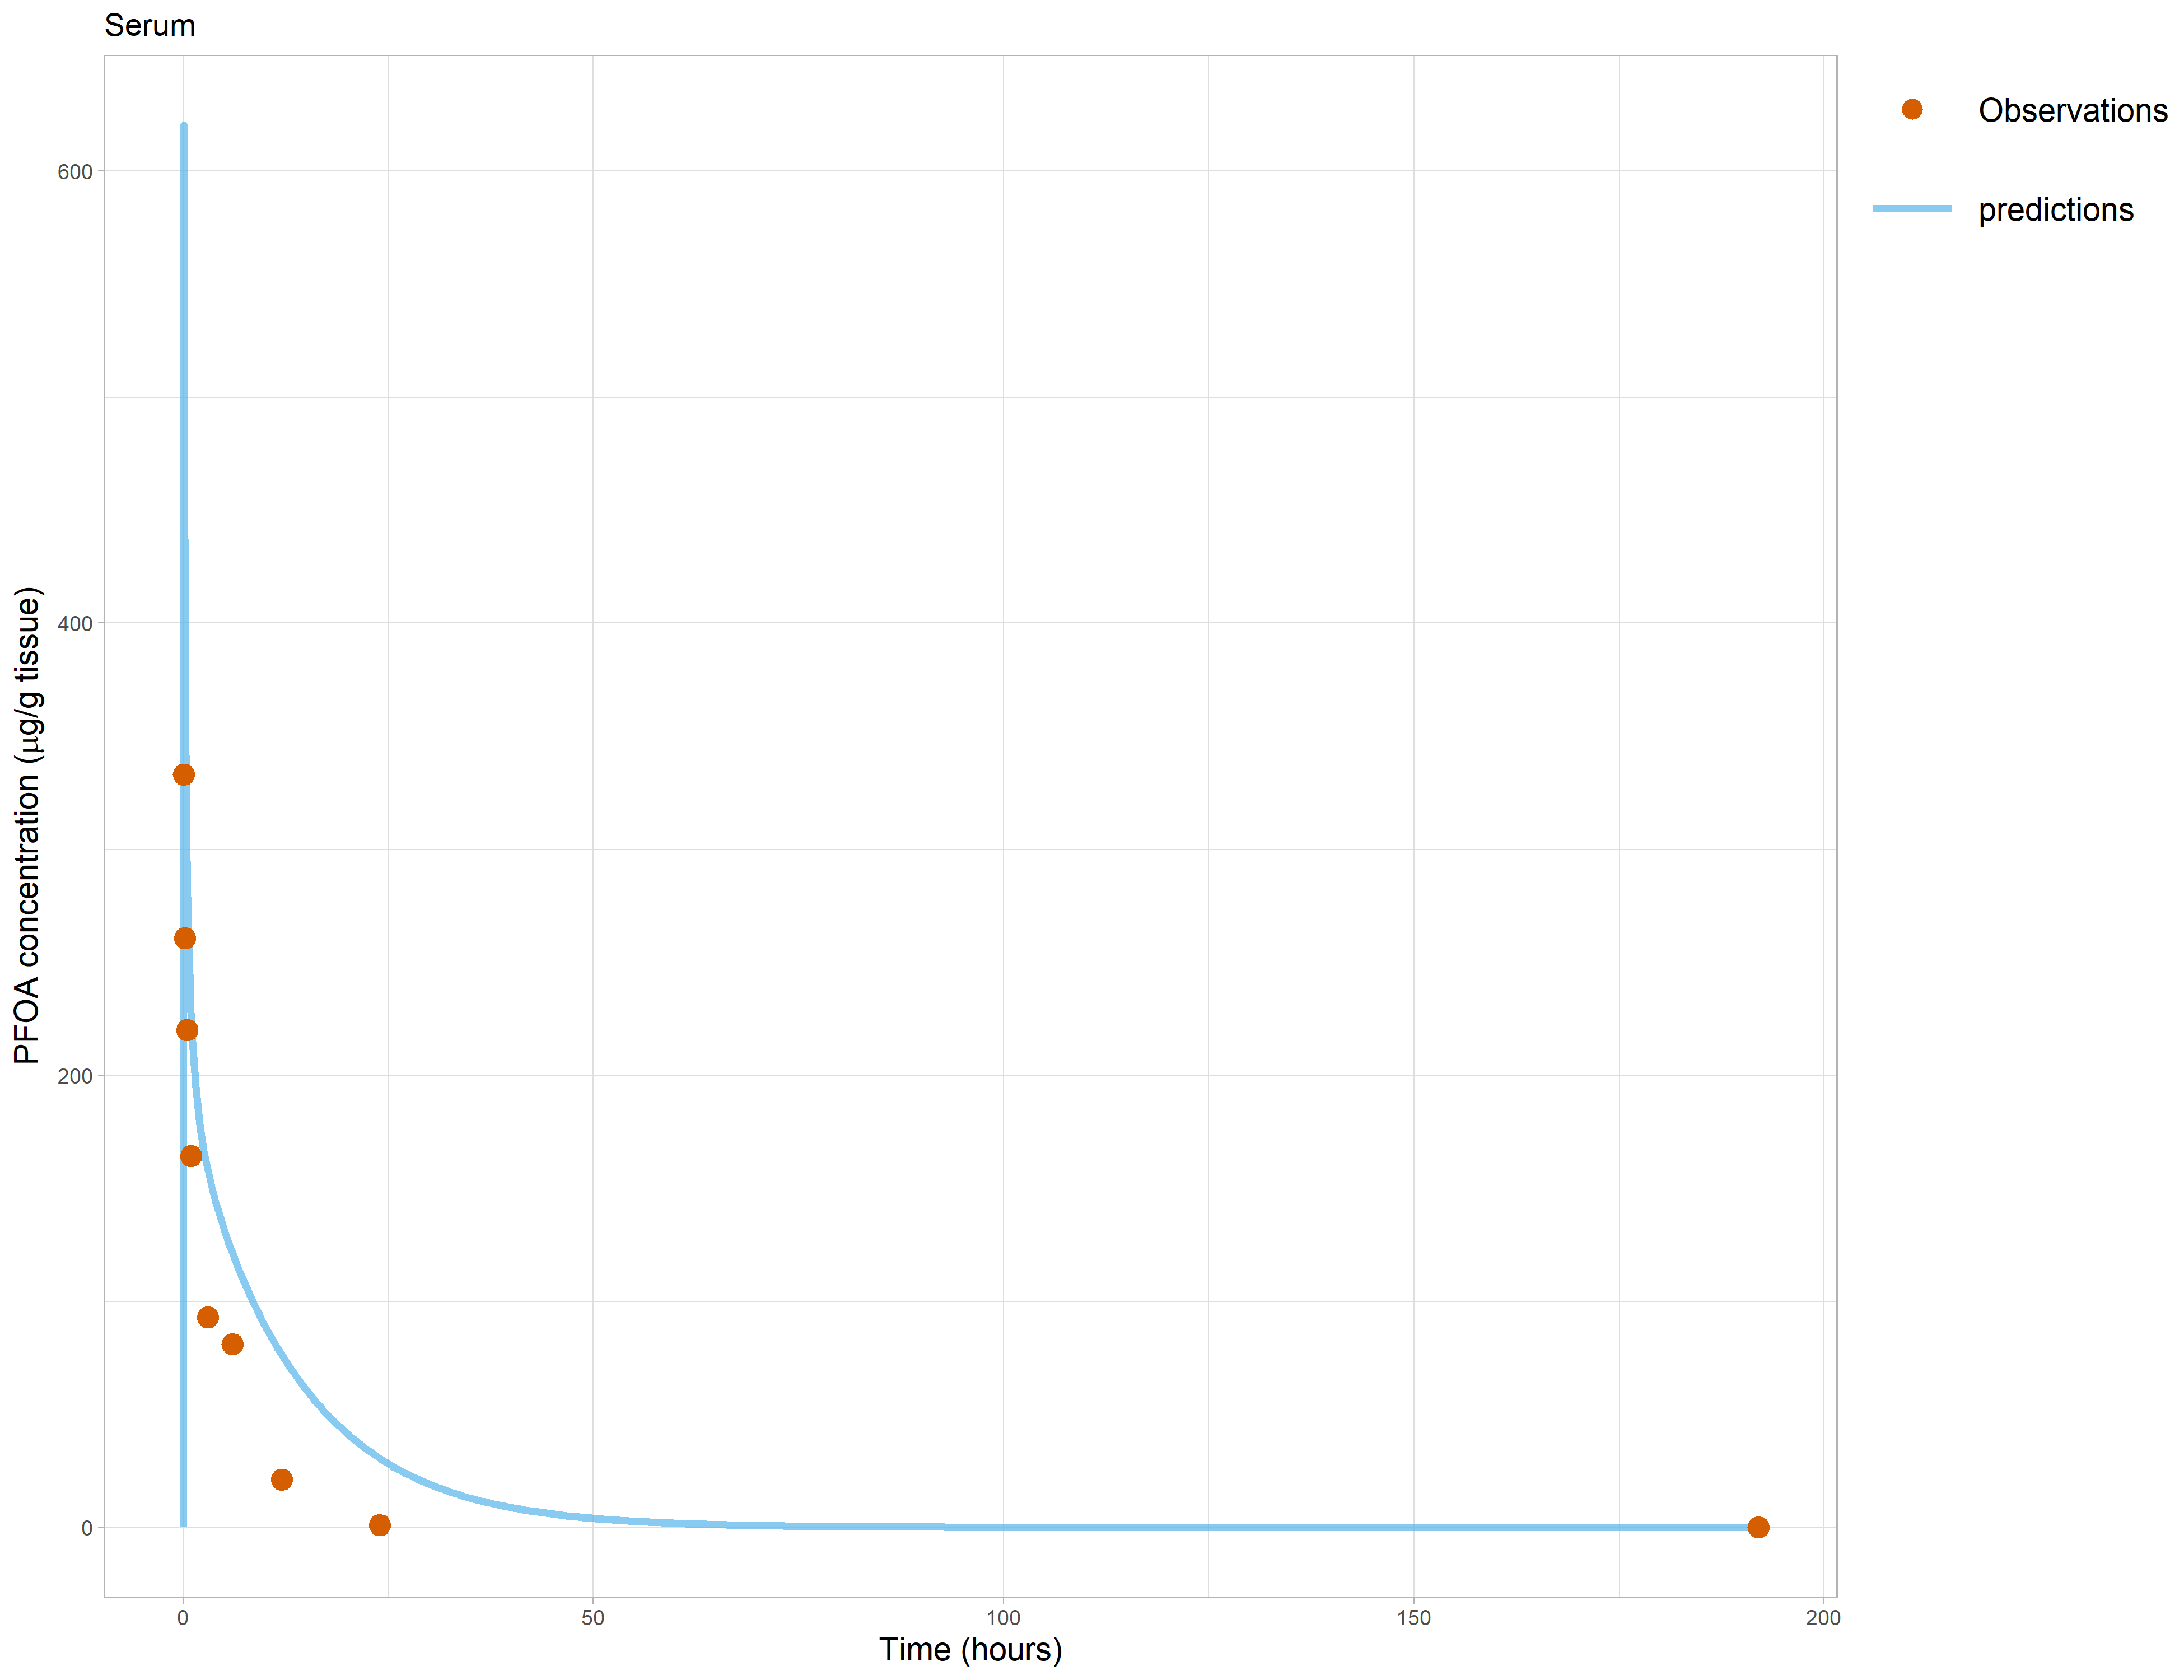 Serum
Observations
predictions
600
400
200
0
PFOA concentration (μg/g tissue)
0 50 100 150 200
Time (hours)